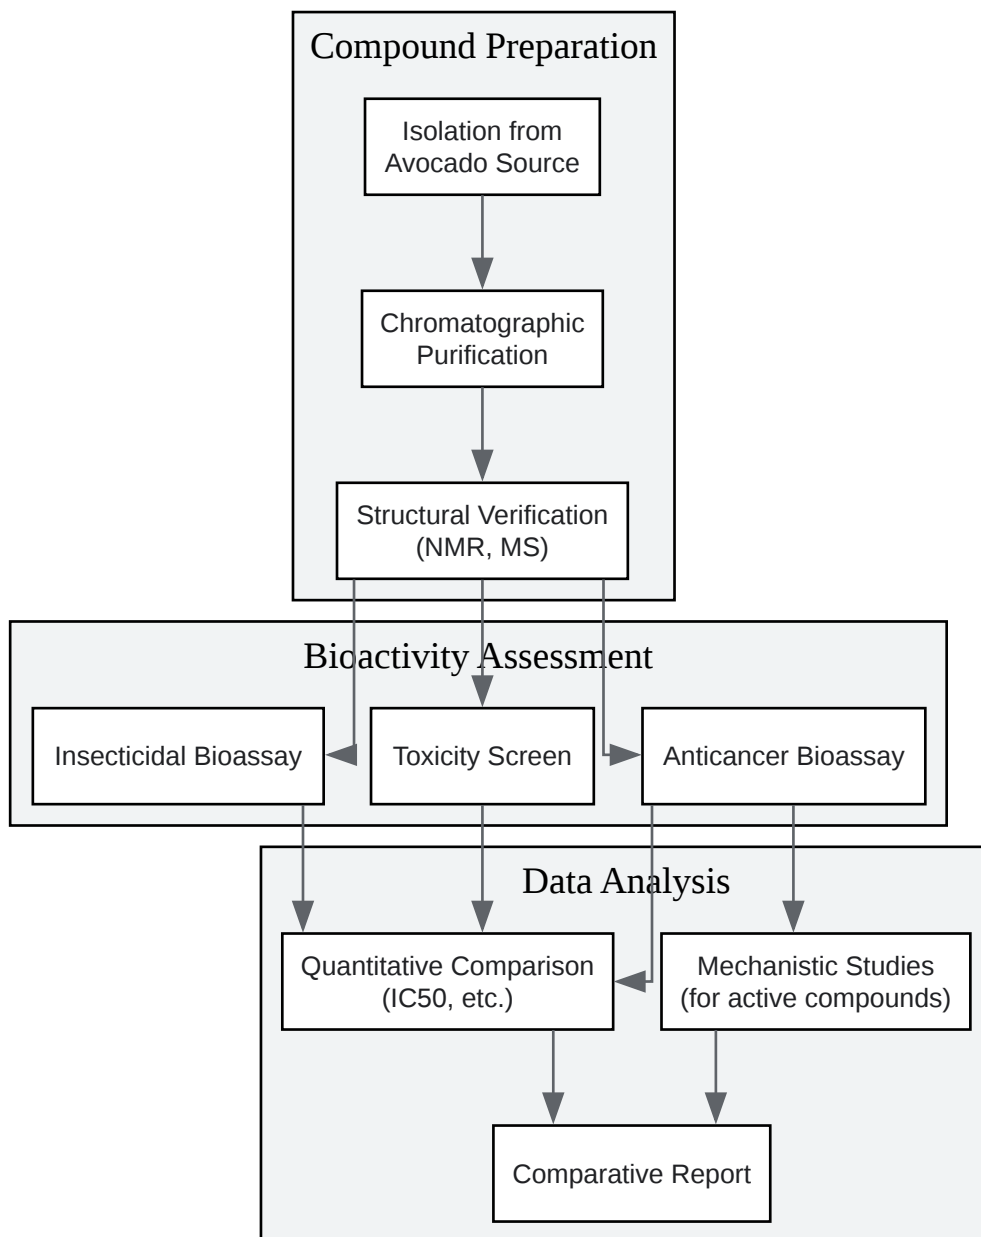 Compound Preparation
Isolation from
Avocado Source
Chromatographic
Purification
Structural Verification
(NMR, MS)
Bioactivity Assessment
Insecticidal Bioassay
Toxicity Screen
Anticancer Bioassay
Data Analysis
Quantitative Comparison
(IC50, etc.)
Mechanistic Studies
(for active compounds)
Comparative Report